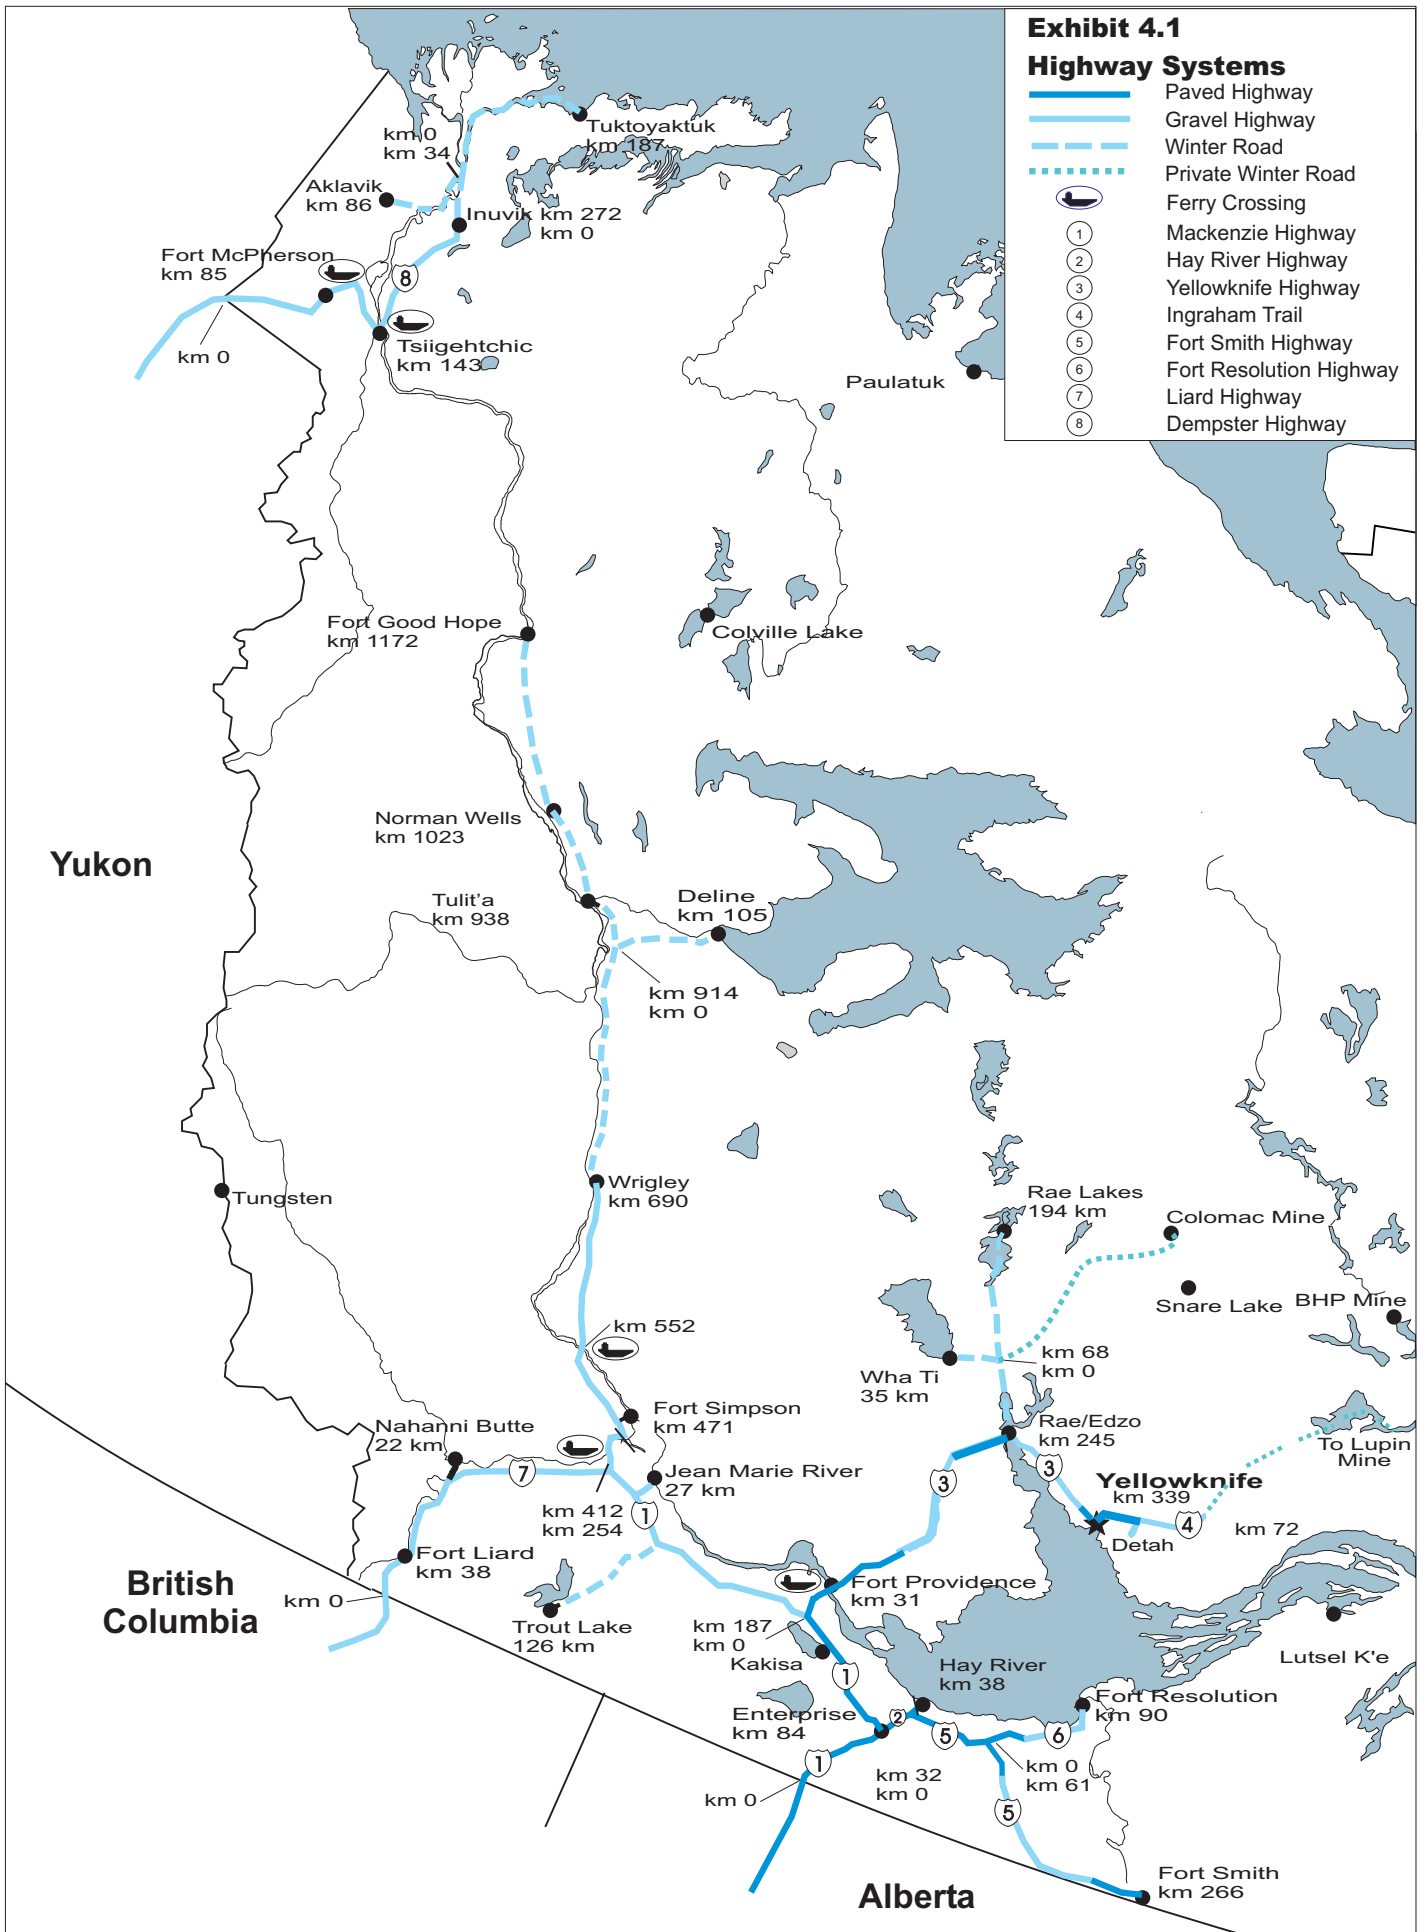 Exhibit 4.1
Highway Systems
Paved Highway
Gravel Highway
Winter Road
Private Winter Road
Ferry Crossing
1 Mackenzie Highway
2 Hay River Highway
3 Yellowknife Highway
4 Ingraham Trail
5 Fort Smith Highway
6 Fort Resolution Highway
7 Liard Highway
8 Dempster Highway
Tuktoyaktuk
km 187
km 0
km 34
Aklavik
km 86
Inuvik km 272
km 0
Fort McPherson
km 85
8
km 0
Tsiigehtchic
km 143
Paulatuk
Fort Good Hope
km 1172
Colville Lake
Norman Wells
km 1023
Yukon
Tulit'a
km 938
Deline
km 105
km 914
km 0
Wrigley
km 690
Tungsten
Rae Lakes
194 km
Colomac Mine
Snare Lake
BHP Mine
km 552
km 68
km 0
Wha Ti
35 km
Fort Simpson
km 471
Nahanni Butte
22 km
Rae/Edzo
km 245
To Lupin
Mine
7
Jean Marie River
27 km
3
3
Yellowknife
km 339
km 412
km 254
1
4
km 72
Detah
Fort Liard
km 38
British
Columbia
km 0
Fort Providence
km 31
Trout Lake
126 km
km 187
km 0
Kakisa
Lutsel K'e
1
Hay River
km 38
Fort Resolution
km 90
Enterprise
km 84
2
5
6
1
km 0
km 61
km 32
km 0
km 0
5
Alberta
Fort Smith
km 266